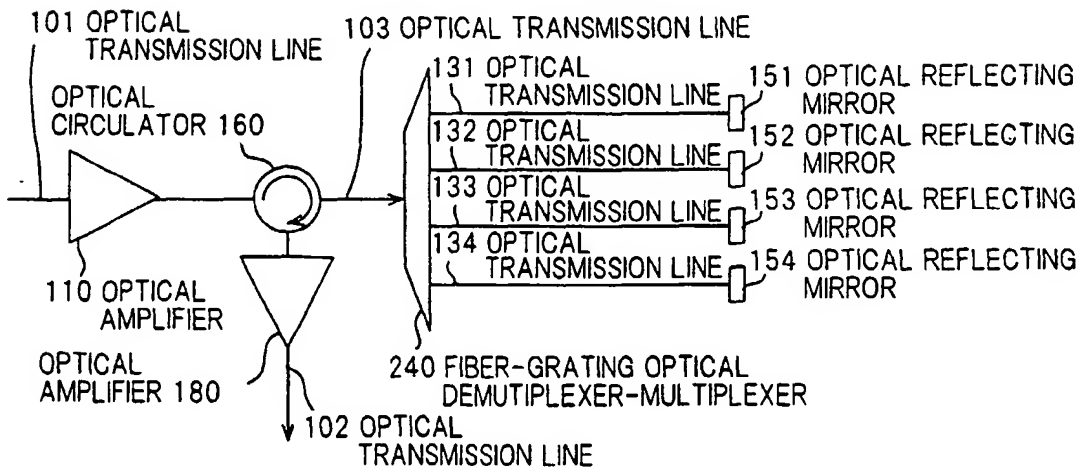 101 OPTICAL
TRANSMISSION LINE
103 OPTICAL TRANSMISSION LINE
OPTICAL
CIRCULATOR 160
131 OPTICAL
TRANSMISSION LINE
151 OPTICAL REFLECTING
MIRROR
132 OPTICAL
TRANSMISSION LINE
152 OPTICAL REFLECTING
MIRROR
133 OPTICAL
TRANSMISSION LINE
153 OPTICAL REFLECTING
MIRROR
134 OPTICAL
TRANSMISSION LINE
154 OPTICAL REFLECTING
MIRROR
110 OPTICAL
AMPLIFIER
OPTICAL
AMPLIFIER 180
240 FIBER-GRATING OPTICAL
DEMUTIPLEXER-MULTIPLEXER
102 OPTICAL
TRANSMISSION LINE